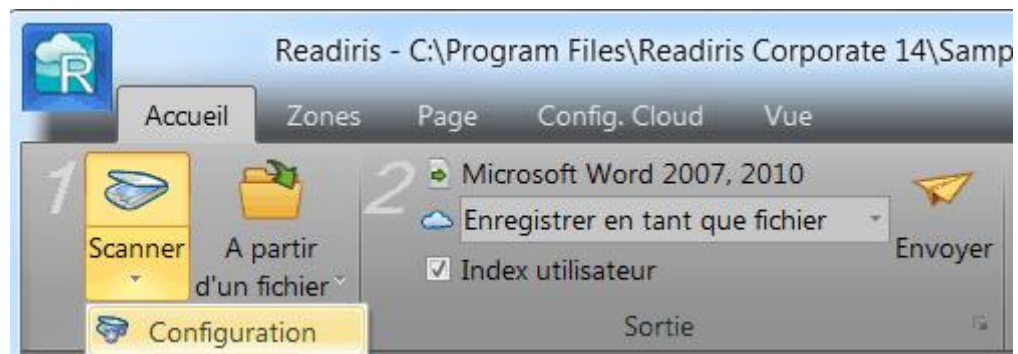 Readiris - C:\Program Files\Readiris Corporate 14\Samp
R
Accueil Zones Page Config. Cloud Vue
1 Scanner A partir d'un fichier
2 Microsoft Word 2007, 2010
Enregistrer en tant que fichier
Index utilisateur
Envoyer
Configuration
Sortie